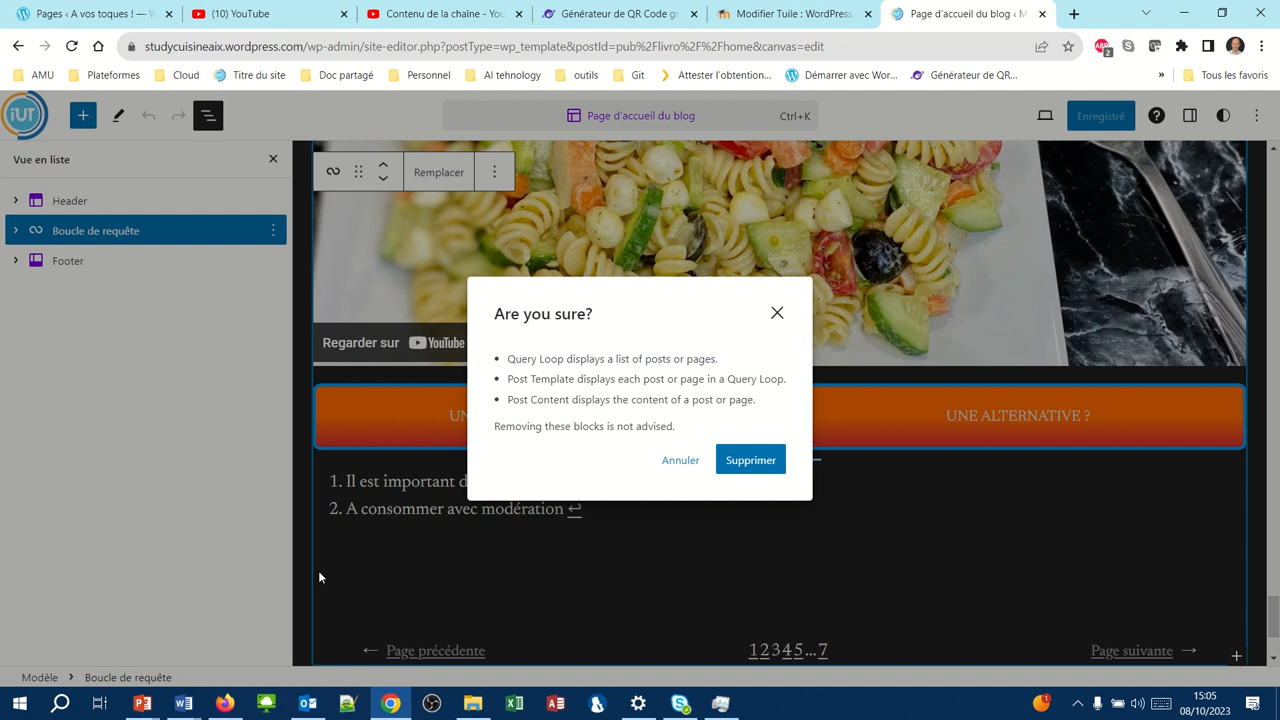 Pages ‹ A vos toques ! — W
(10) YouTube
Contenu de la chaîne - You
Générateur de QR Code gr
Modifier Tuile : WordPress.
Page d'accueil du blog ‹ M
studycuisineaix.wordpress.com/wp-admin/site-editor.php?postType=wp_template&postId=pub%2Flivro%2F%2Fhome&canvas=edit
ABP
2
AMU
Plateformes
Cloud
Titre du site
Doc partagé
Personnel
AI tehnology
outils
Git
Attester l'obtention...
Démarrer avec Wor...
Générateur de QR...
»
Tous les favoris
iUT
Page d'accueil du blog
Ctrl+K
Enregistré
Vue en liste
Header
Boucle de requête
Footer
Remplacer
Regarder sur YouTube
UN
UNE ALTERNATIVE ?
Are you sure?
Query Loop displays a list of posts or pages.
Post Template displays each post or page in a Query Loop.
Post Content displays the content of a post or page.
Removing these blocks is not advised.
Annuler
Supprimer
1. Il est important d
2. A consommer avec modération ↩
← Page précédente
1 2 3 4 5 … 7
Page suivante →
Modèle
Boucle de requête
1
15:05
08/10/2023